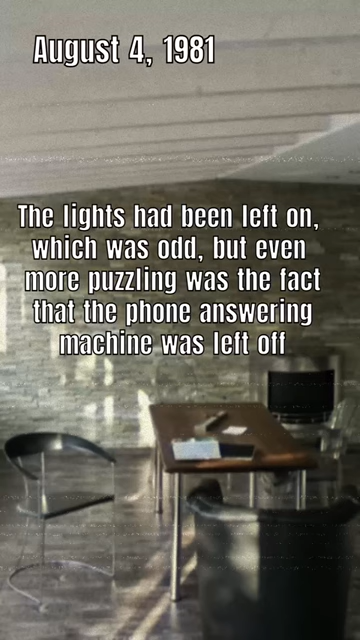 August 4, 1981
The lights had been left on,
which was odd, but even
more puzzling was the fact
that the phone answering
machine was left off